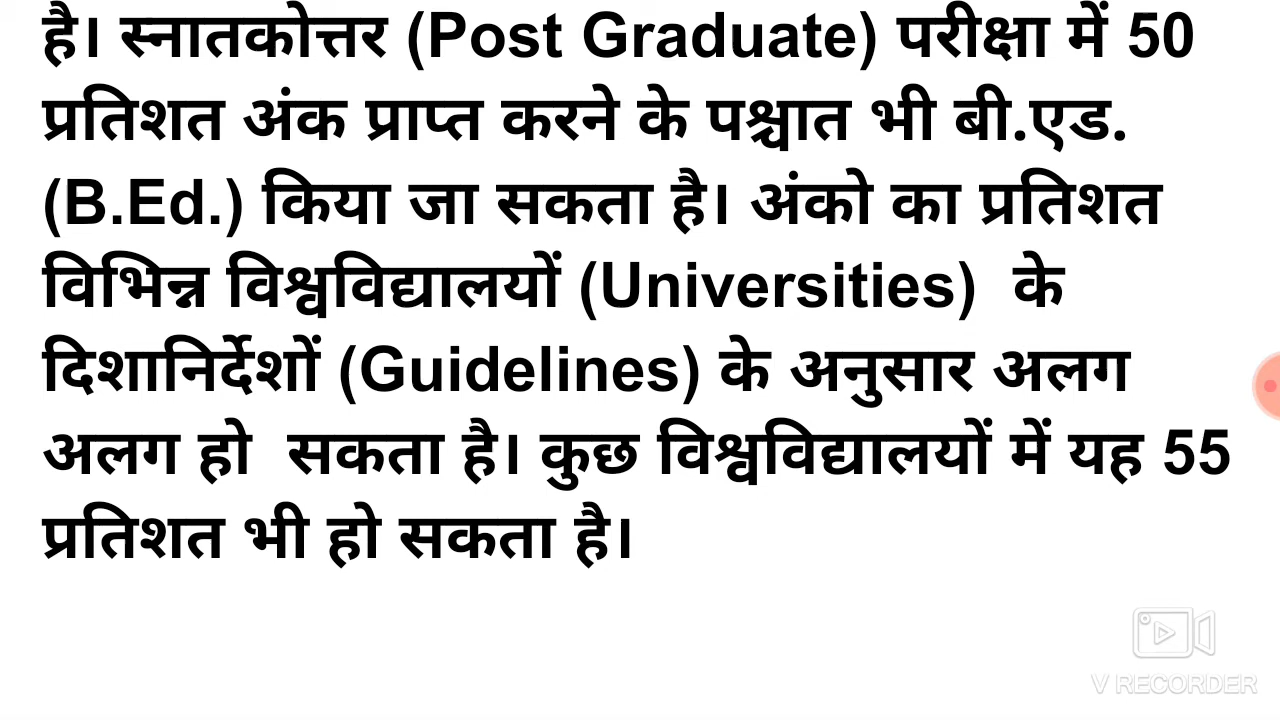 है। स्नातकोत्तर (Post Graduate) परीक्षा में 50
प्रतिशत अंक प्राप्त करने के पश्चात भी बी.एड.
(B.Ed.) किया जा सकता है। अंको का प्रतिशत
विभिन्न विश्वविद्यालयों (Universities)  के
दिशानिर्देशों (Guidelines) के अनुसार अलग
अलग हो  सकता है। कुछ विश्वविद्यालयों में यह 55
प्रतिशत भी हो सकता है।
V RECORDER